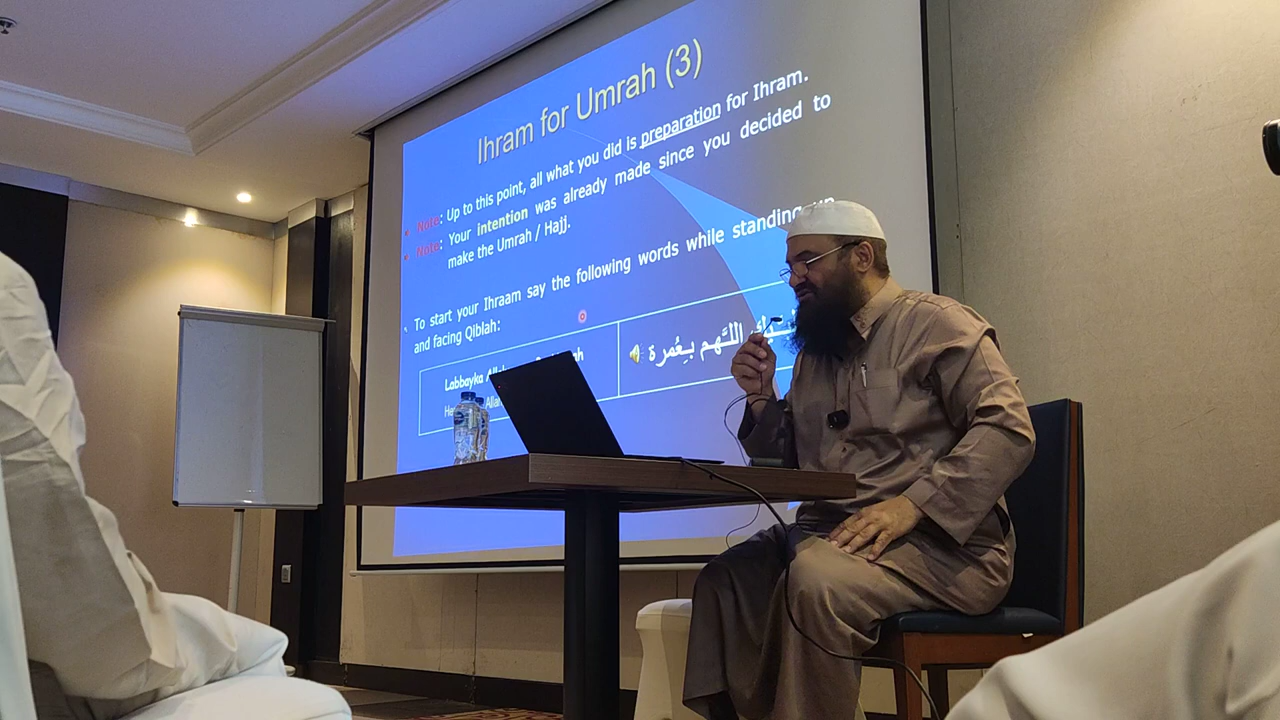 Ihram for Umrah (3)
Note: Up to this point, all what you did is preparation for Ihram.
Note: Your intention was already made since you decided to
make the Umrah / Hajj.
To start your Ihraam say the following words while standing up
and facing Qiblah:
Labbayka
اللَّهم بِعُمرة